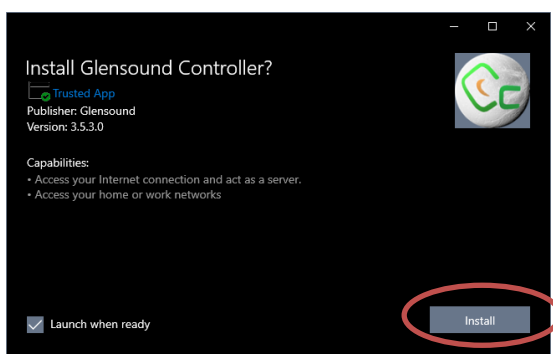 Install Glensound Controller?
Trusted App
Publisher: Glensound
Version: 3.5.3.0
Capabilities:
• Access your Internet connection and act as a server.
• Access your home or work networks
Launch when ready
Install